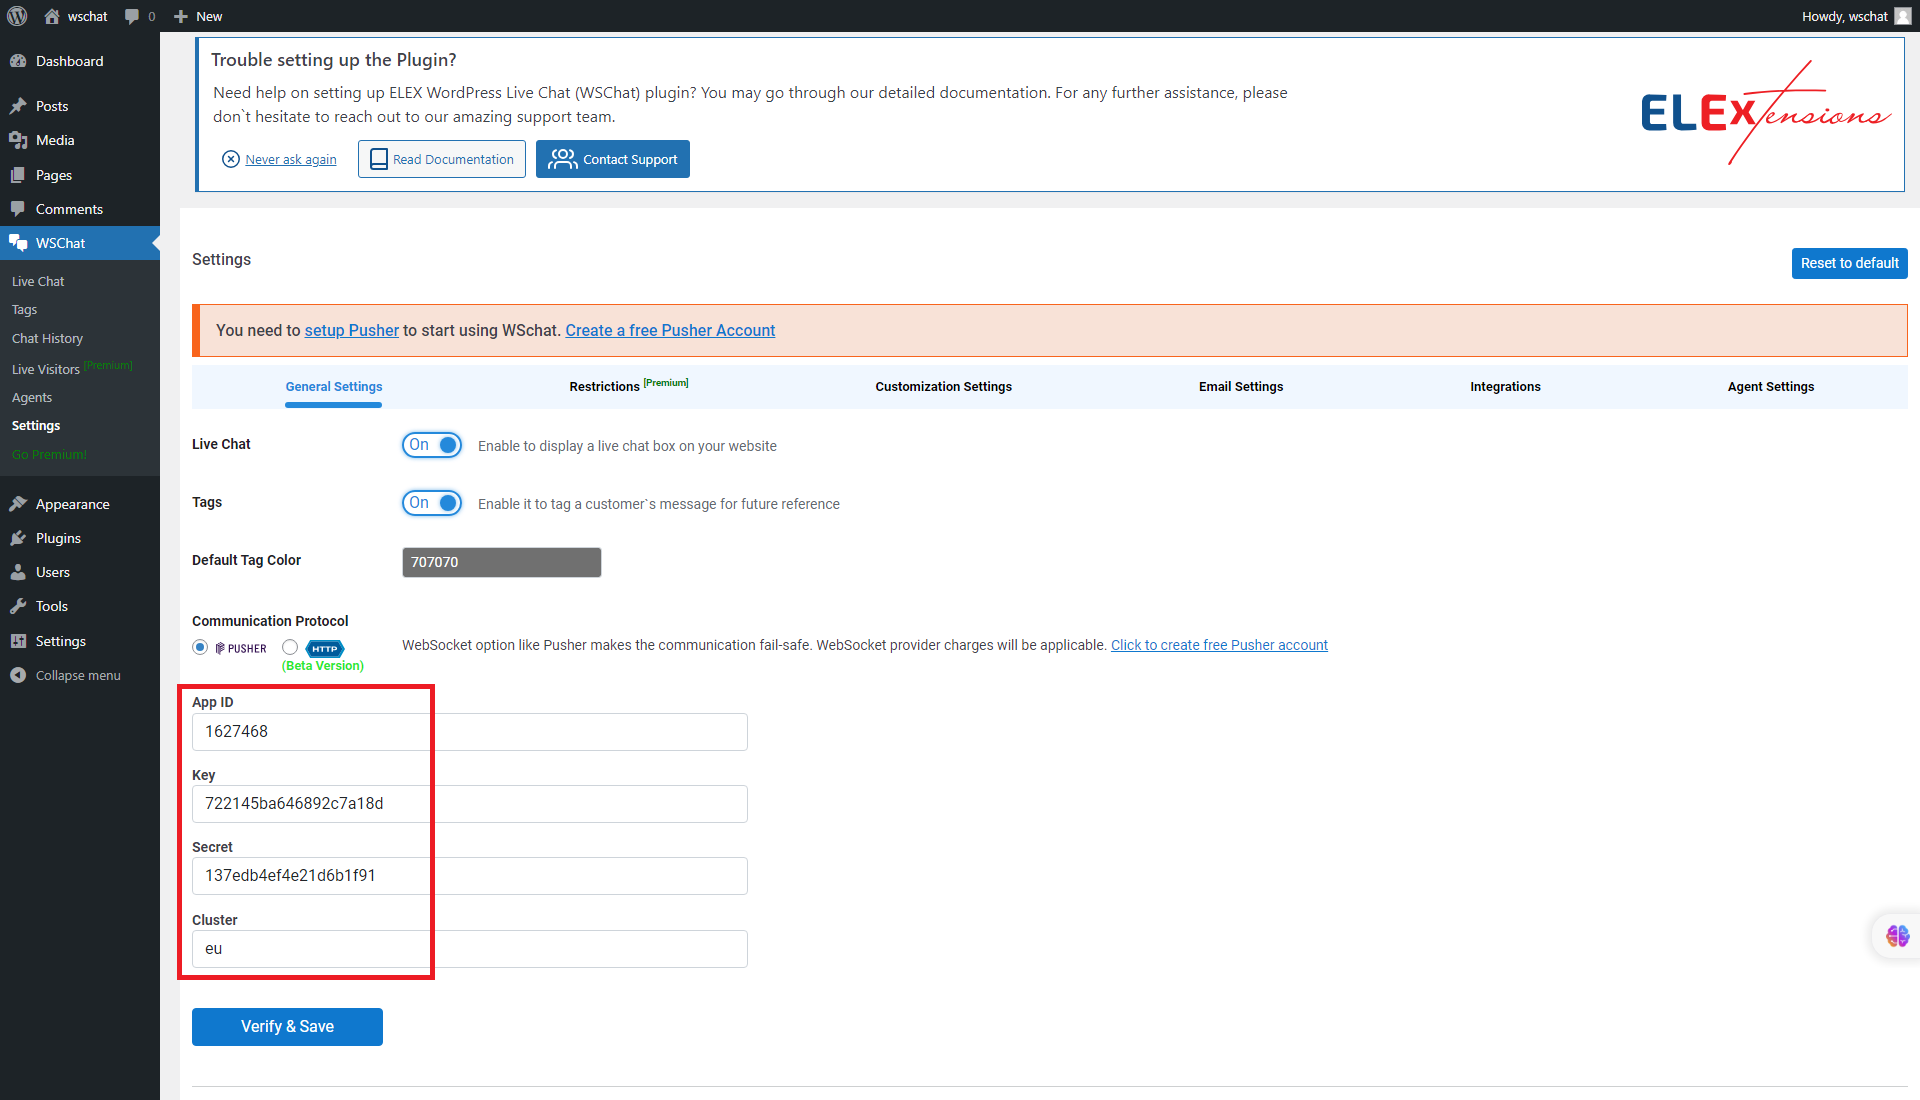 wschat
0
New
Howdy, wschat
Dashboard
Posts
Media
Pages
Comments
WSChat
Live Chat
Tags
Chat History
Live Visitors [Premium]
Agents
Settings
Go Premium!
Appearance
Plugins
Users
Tools
Settings
Collapse menu
Trouble setting up the Plugin?
Need help on setting up ELEX WordPress Live Chat (WSChat) plugin? You may go through our detailed documentation. For any further assistance, please
don`t hesitate to reach out to our amazing support team.
Never ask again
Read Documentation
Contact Support
ELEXtensions
Settings
Reset to default
You need to setup Pusher to start using WSchat. Create a free Pusher Account
General Settings
Restrictions [Premium]
Customization Settings
Email Settings
Integrations
Agent Settings
Live Chat
On
Enable to display a live chat box on your website
Tags
On
Enable it to tag a customer`s message for future reference
Default Tag Color
707070
Communication Protocol
PUSHER
HTTP
(Beta Version)
WebSocket option like Pusher makes the communication fail-safe. WebSocket provider charges will be applicable. Click to create free Pusher account
App ID
1627468
Key
722145ba646892c7a18d
Secret
137edb4ef4e21d6b1f91
Cluster
eu
Verify & Save